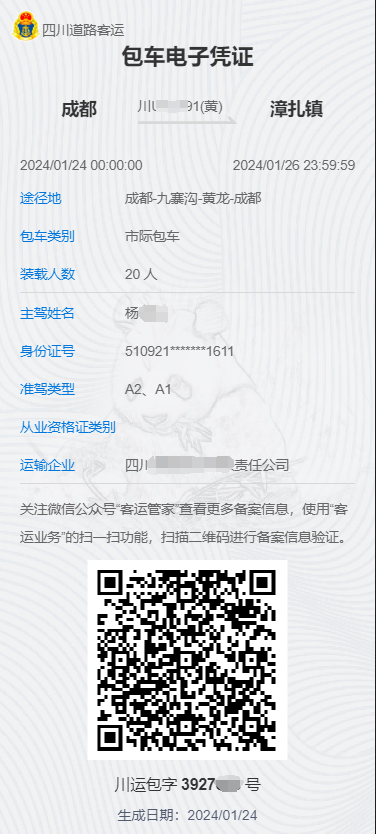 四川道路客运
包车电子凭证
成都 川 91(黄) 漳扎镇
2024/01/24 00:00:00 2024/01/26 23:59:59
途径地 成都-九寨沟-黄龙-成都
包车类别 市际包车
装载人数 20 人
主驾姓名 杨
身份证号 510921*******1611
准驾类型 A2、A1
从业资格证类别
运输企业 四川 责任公司
关注微信公众号“客运管家”查看更多备案信息，使用“客
运业务”的扫一扫功能，扫描二维码进行备案信息验证。
川运包字 3927 号
生成日期：2024/01/24